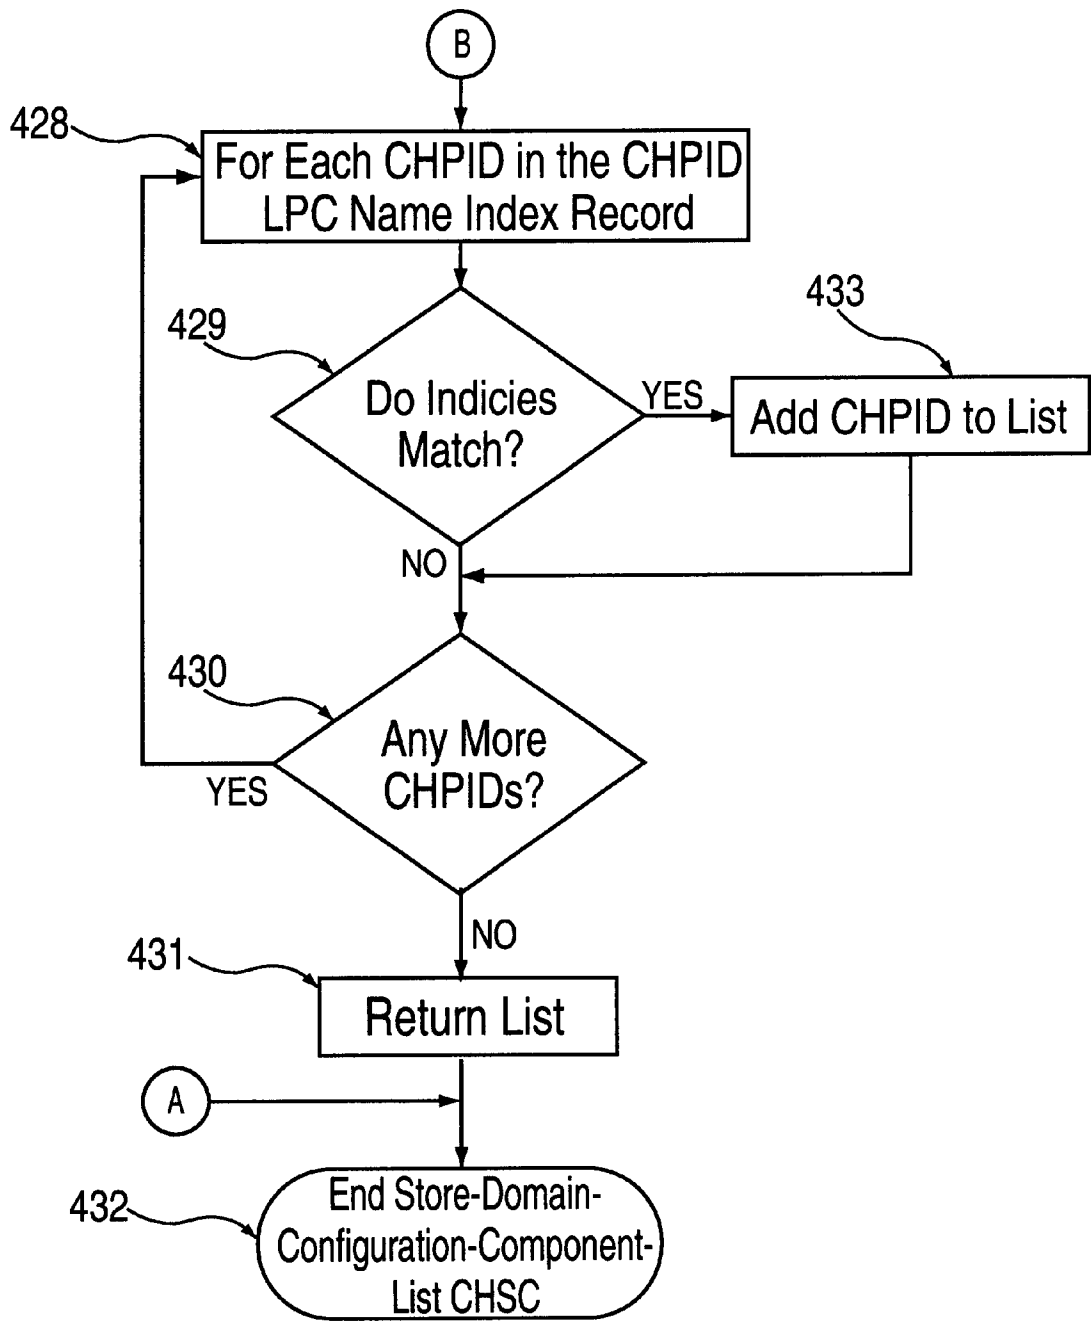 B
428
For Each CHPID in the CHPID
LPC Name Index Record
433
429
Do Indicies
Match?
YES
Add CHPID to List
NO
430
Any More
CHPIDs?
YES
NO
431
Return List
A
432
End Store-Domain-
Configuration-Component-
List CHSC